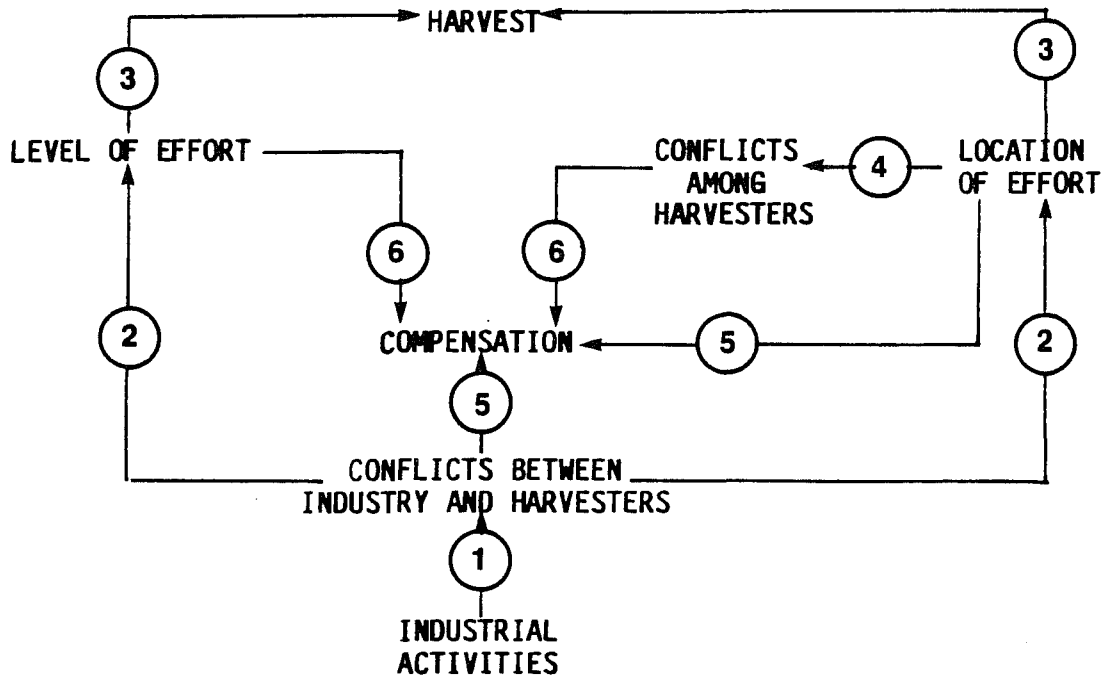 HARVEST
3
3
LEVEL OF EFFORT
CONFLICTS
AMONG
HARVESTERS
4
LOCATION
OF EFFORT
6
6
2
COMPENSATION
5
2
5
CONFLICTS BETWEEN
INDUSTRY AND HARVESTERS
1
INDUSTRIAL
ACTIVITIES